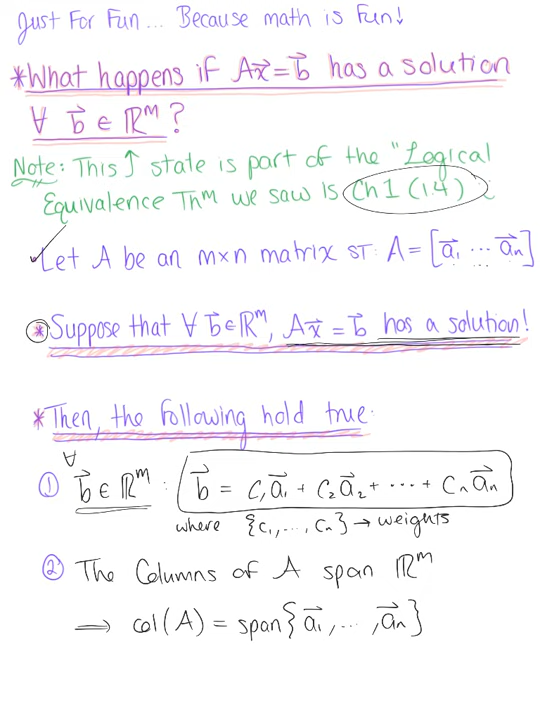 Just For Fun... Because math is Fun!
*What happens if Ax⃗=b⃗ has a solution
∀ b⃗ ∈ ℝᵐ?
Note: This ↑ state is part of the "Logical
Equivalence Thᵐ we saw is Ch 1 (1.4)"
✓Let A be an m×n matrix ST: A = [a⃗₁ ... a⃗ₙ]
*Suppose that ∀ b⃗∈ℝᵐ, Ax⃗=b⃗ has a solution!
*Then, the following hold true:
∀
① b⃗ ∈ ℝᵐ : b⃗ = C₁a⃗₁ + C₂a⃗₂ + ... + Cₙa⃗ₙ
where {c₁,...,cₙ} → weights
② The Columns of A span ℝᵐ
⟹ col(A) = span{a⃗₁,...,a⃗ₙ}